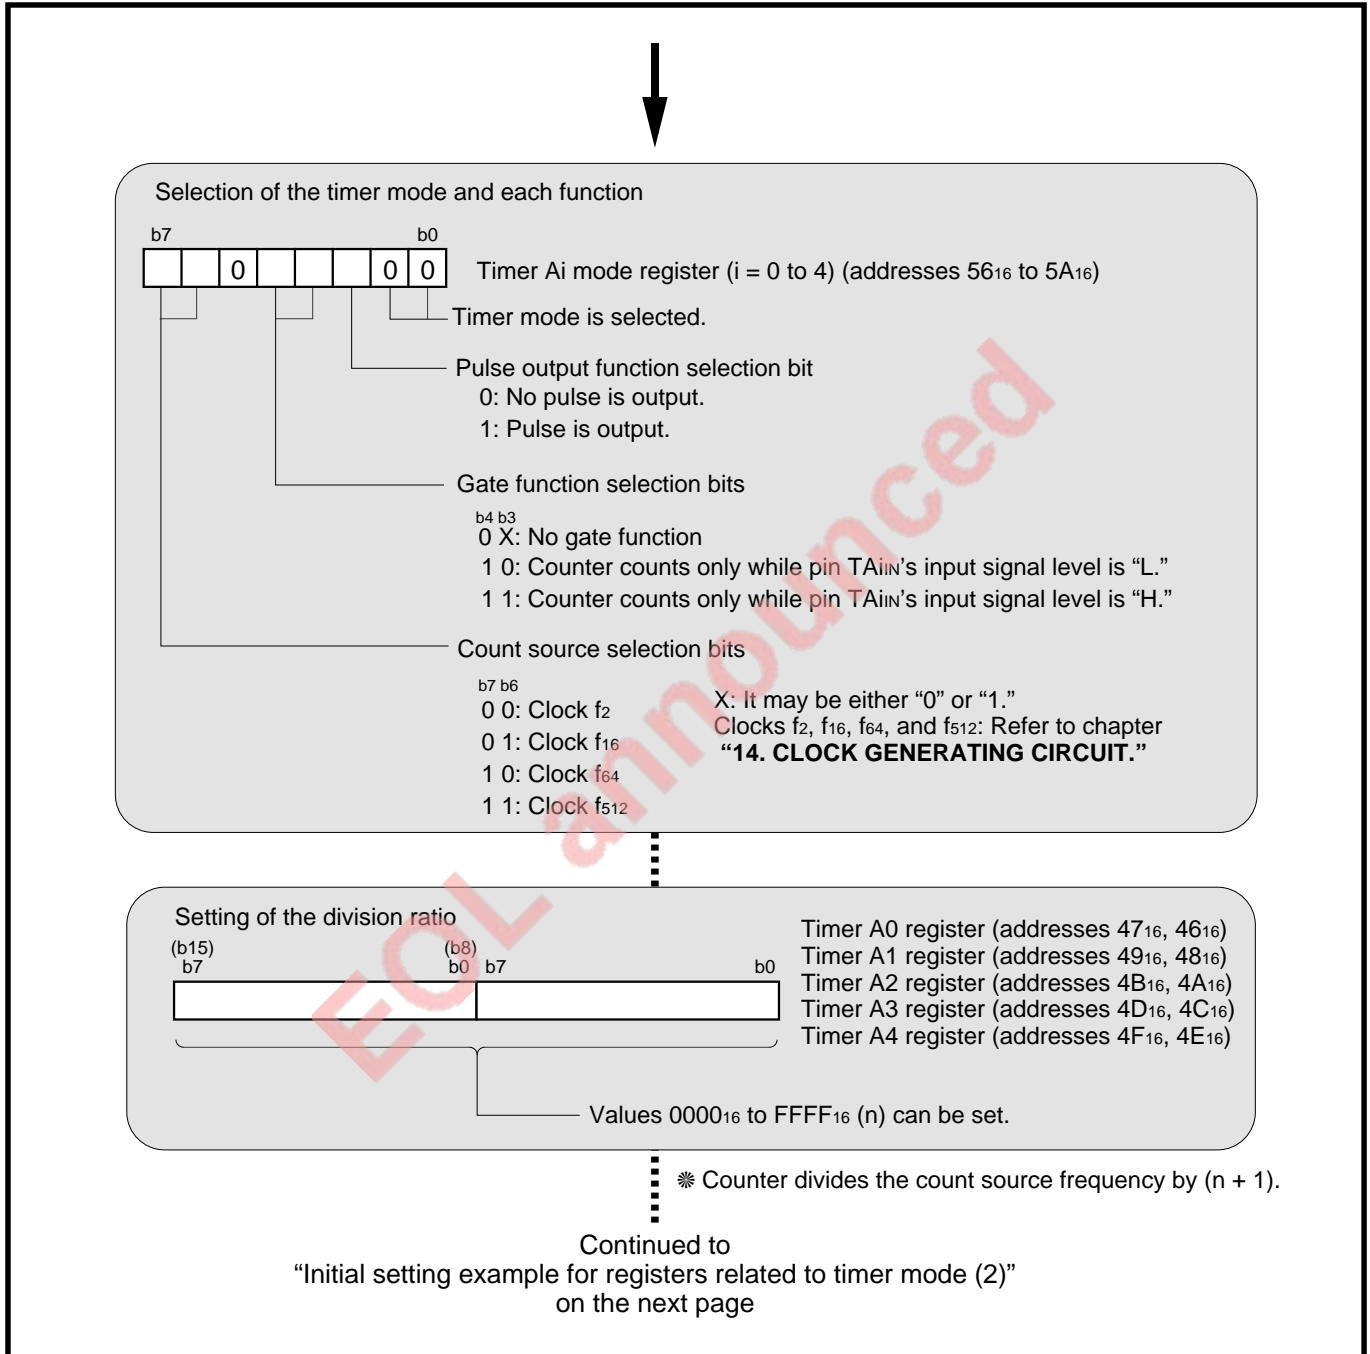 Selection of the timer mode and each function
b7 b0
0 0 0 Timer Ai mode register (i = 0 to 4) (addresses 5616 to 5A16)
Timer mode is selected.
Pulse output function selection bit
0: No pulse is output.
1: Pulse is output.
Gate function selection bits
b4 b3
0 X: No gate function
1 0: Counter counts only while pin TAiIN's input signal level is “L.”
1 1: Counter counts only while pin TAiIN's input signal level is “H.”
Count source selection bits
b7 b6
0 0: Clock f2
0 1: Clock f16
1 0: Clock f64
1 1: Clock f512
X: It may be either “0” or “1.”
Clocks f2, f16, f64, and f512: Refer to chapter
“14. CLOCK GENERATING CIRCUIT.”
Setting of the division ratio
(b15) (b8)
b7 b0 b7 b0
Timer A0 register (addresses 4716, 4616)
Timer A1 register (addresses 4916, 4816)
Timer A2 register (addresses 4B16, 4A16)
Timer A3 register (addresses 4D16, 4C16)
Timer A4 register (addresses 4F16, 4E16)
Values 000016 to FFFF16 (n) can be set.
❊ Counter divides the count source frequency by (n + 1).
Continued to
“Initial setting example for registers related to timer mode (2)”
on the next page
EOL announced